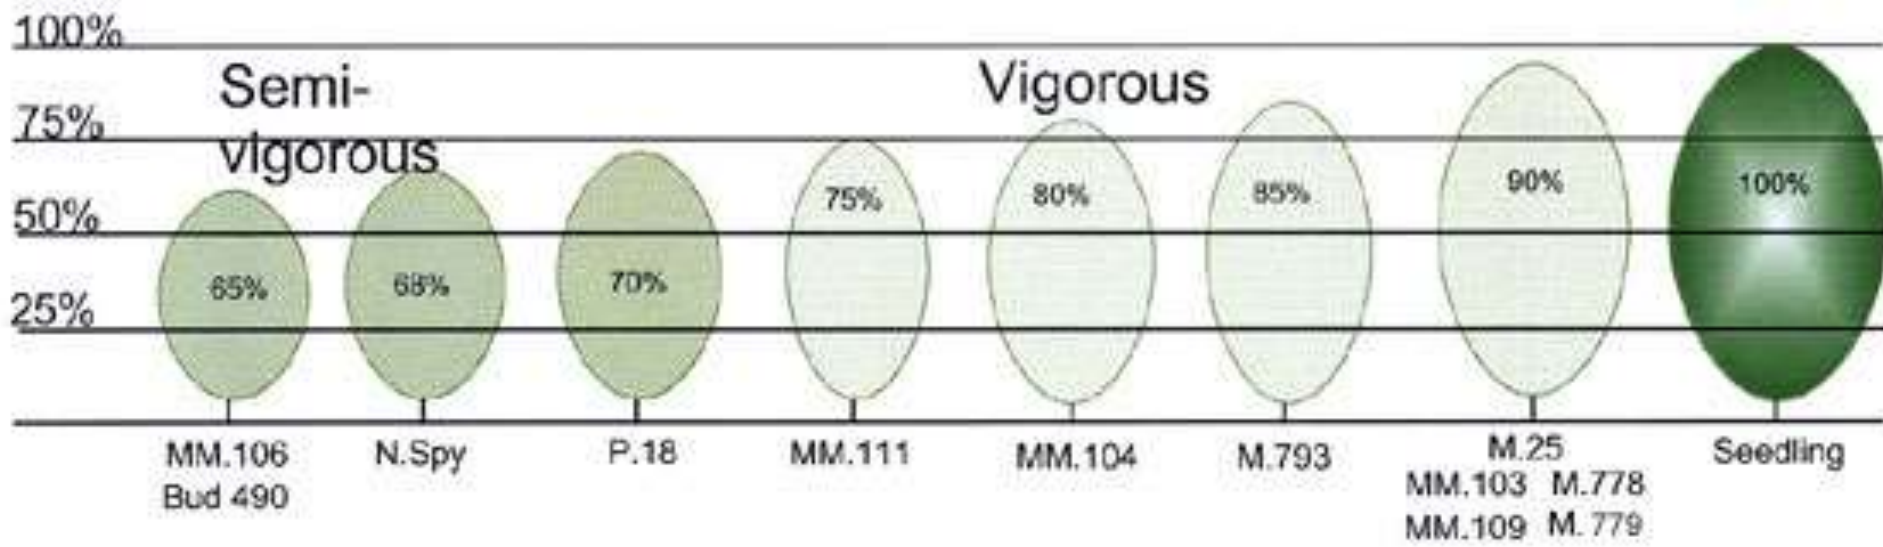 100%
Semi-
vigorous
Vigorous
75%
50%
25%
65%
68%
70%
75%
80%
85%
90%
100%
MM.106
Bud 490
N.Spy
P.18
MM.111
MM.104
M.793
M.25
MM.103 M.778
MM.109 M. 779
Seedling